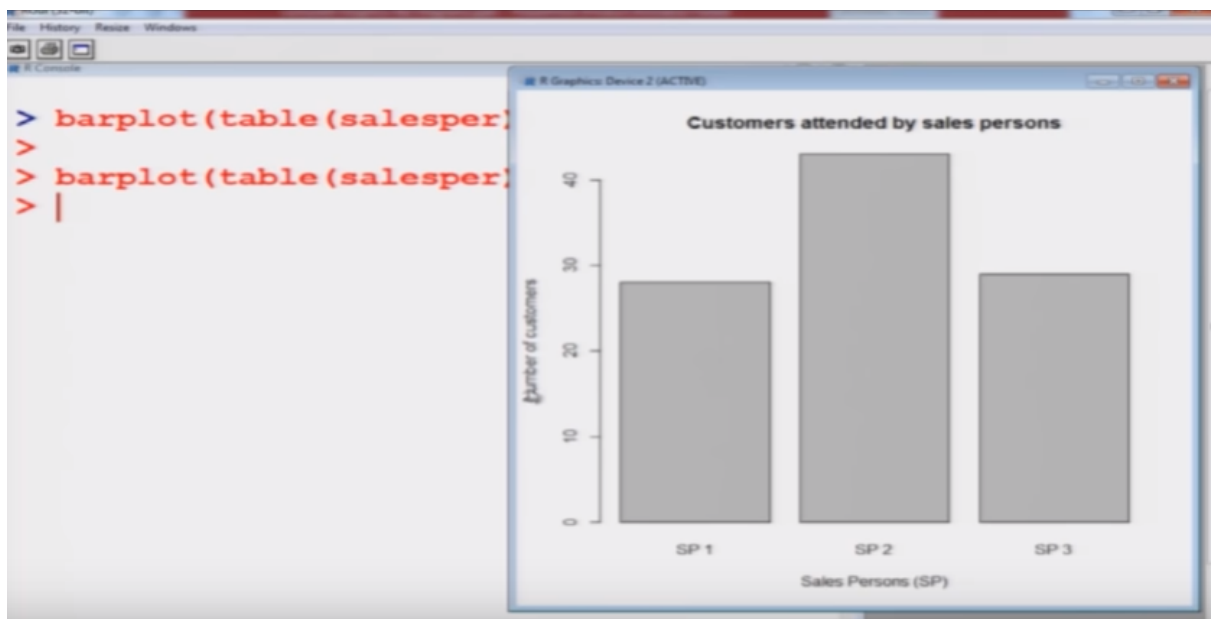 File History Resize Windows
R Console
> barplot(table(salesper)
>
> barplot(table(salesper)
>
R Graphics: Device 2 (ACTIVE)
Customers attended by sales persons
40
30
20
10
0
Number of customers
SP 1 SP 2 SP 3
Sales Persons (SP)